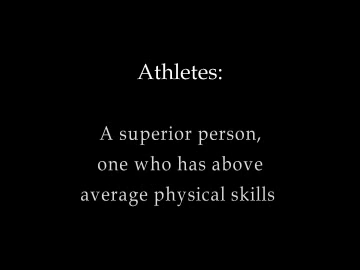 Athletes:
A superior person,
one who has above
average physical skills